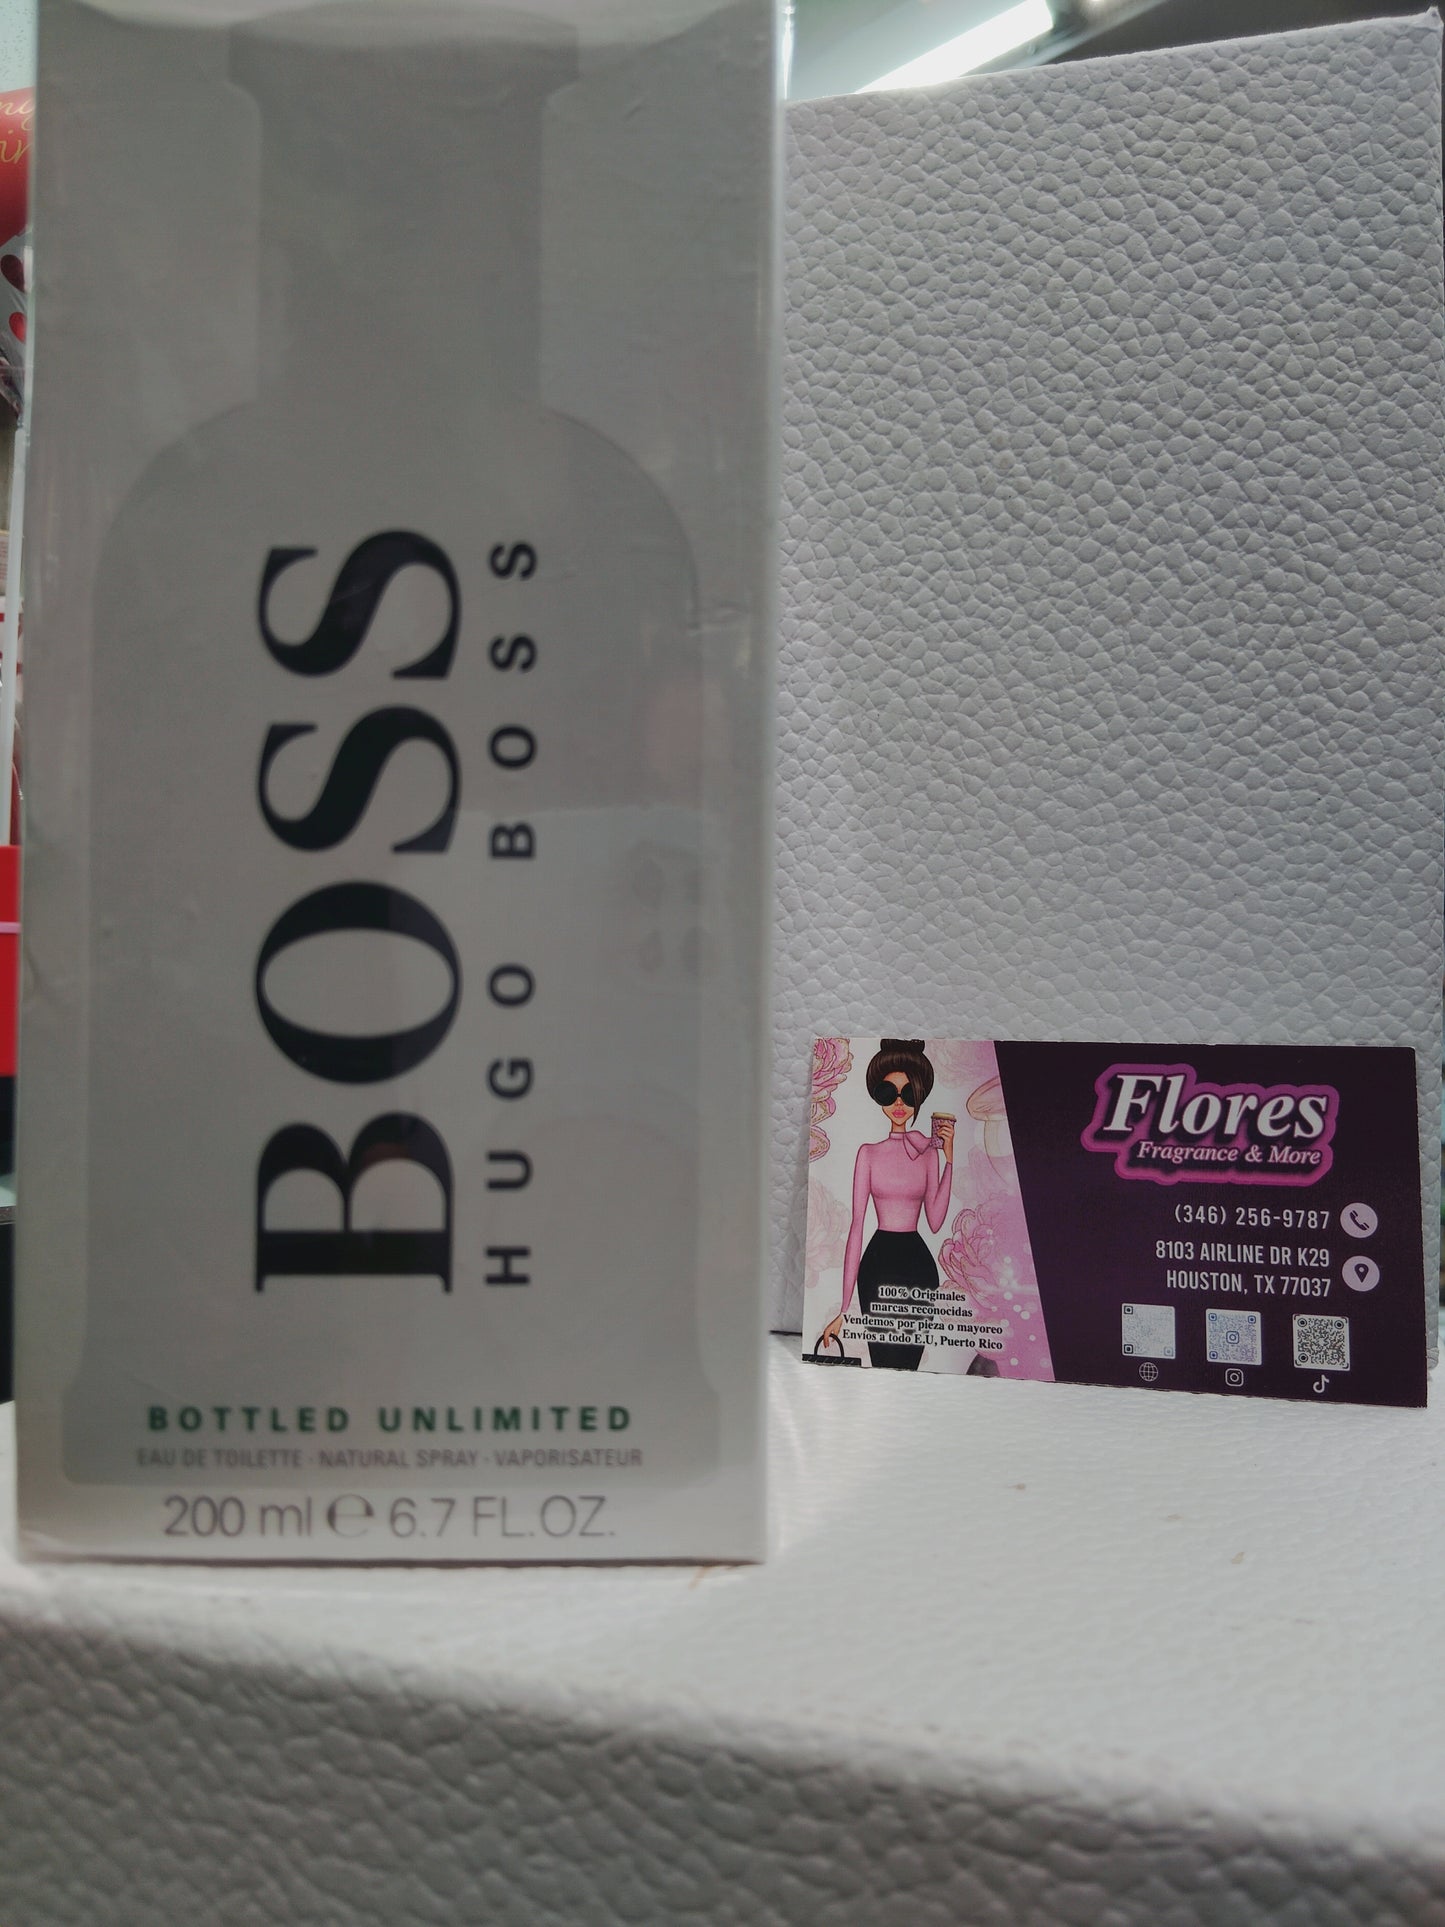 BOSS
HUGO BOSS
BOTTLED UNLIMITED
EAU DE TOILETTE · NATURAL SPRAY · VAPORISATEUR
200 ml ℮ 6.7 FL.OZ.
Flores
Fragrance & More
(346) 256-9787
8103 AIRLINE DR K29
HOUSTON, TX 77037
100% Originales
marcas reconocidas
Vendemos por pieza o mayoreo
Envíos a todo E.U, Puerto Rico